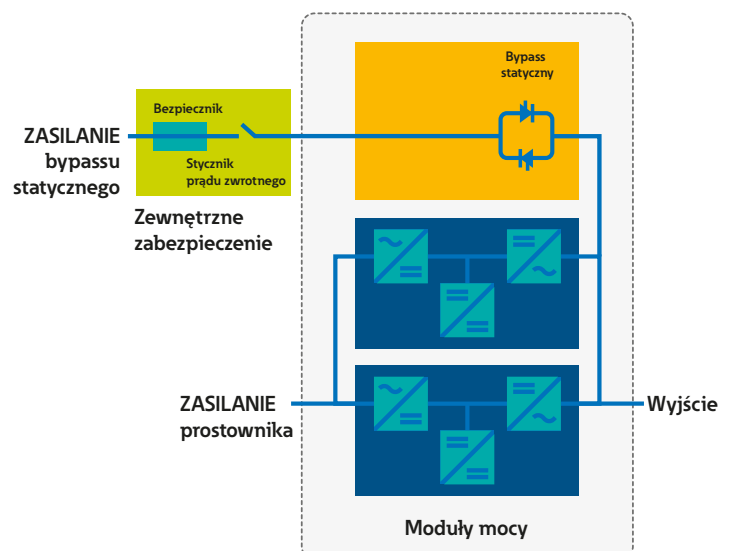 Bypass
statyczny
Bezpiecznik
ZASILANIE
bypassu
statycznego
Stycznik
prądu zwrotnego
Zewnętrzne
zabezpieczenie
ZASILANIE
prostownika
Wyjście
Moduły mocy